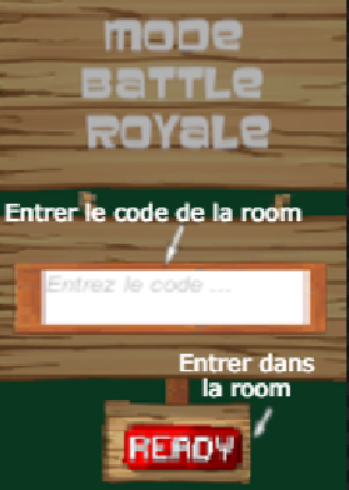 MODE
BATTLE
ROYALE
Entrer le code de la room
Entrez le code ...
Entrer dans
la room
READY